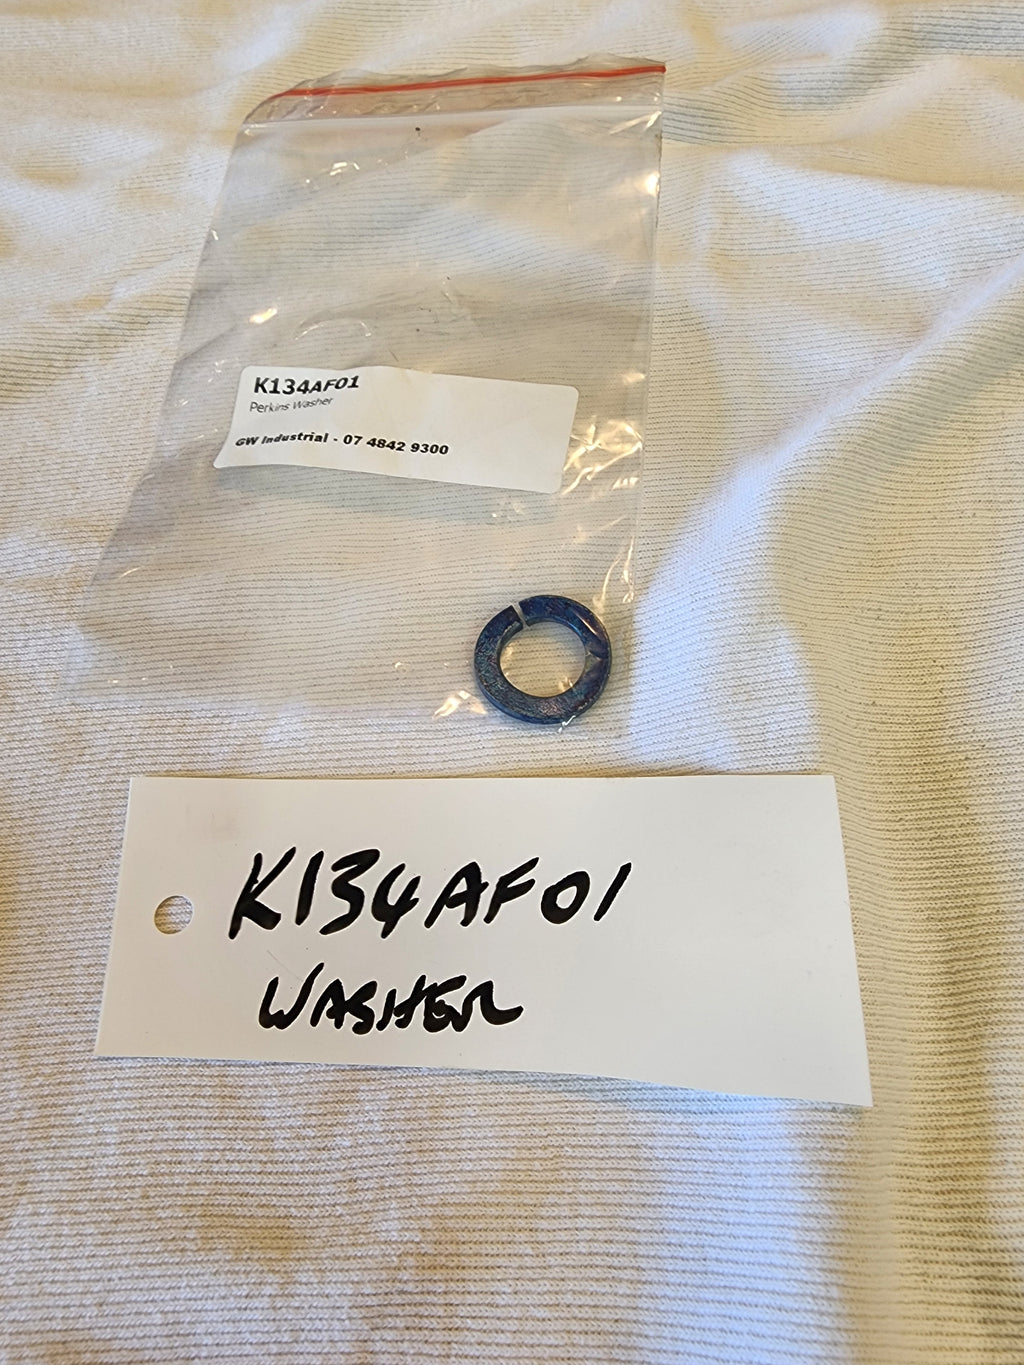 K134AF01
Perkins Washer
GW Industrial - 07 4842 9300
K134AF01
WASHER